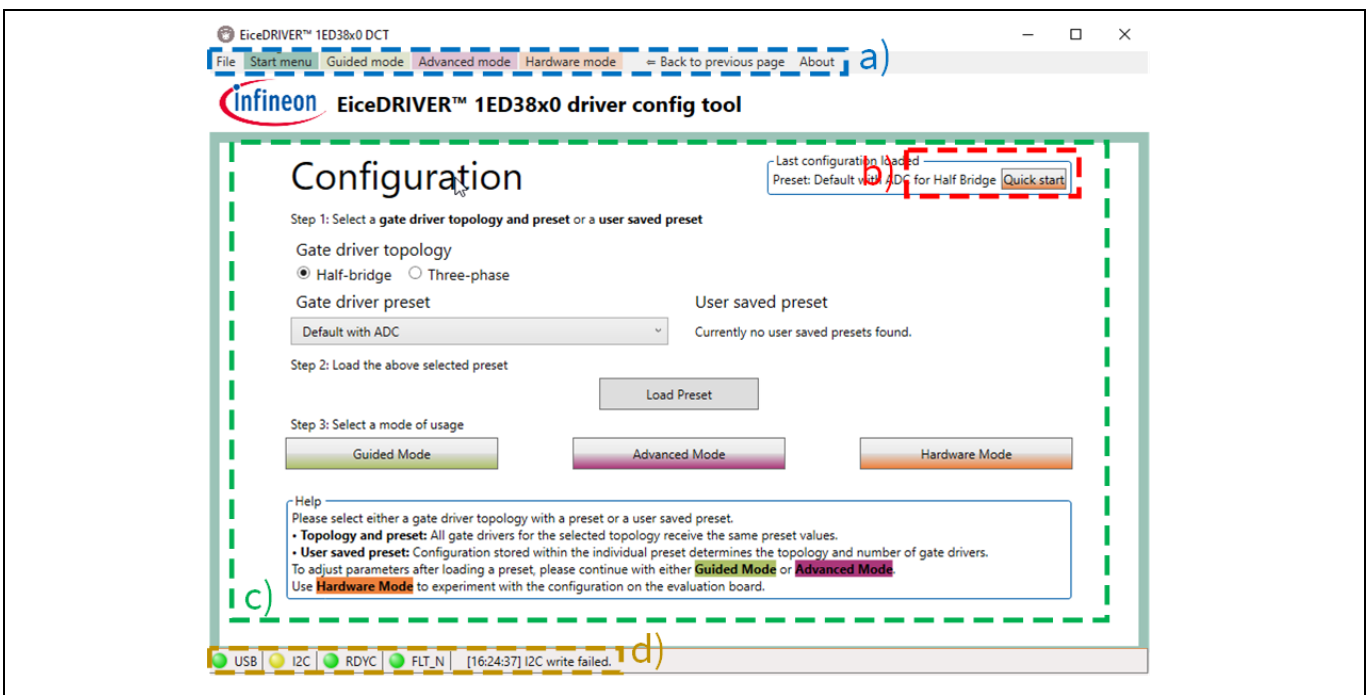 EiceDRIVER™ 1ED38x0 DCT
File Start menu Guided mode Advanced mode Hardware mode ⇐ Back to previous page About a)
infineon EiceDRIVER™ 1ED38x0 driver config tool
Configuration
Last configuration loaded
b)
Preset: Default with ADC for Half Bridge Quick start
Step 1: Select a gate driver topology and preset or a user saved preset
Gate driver topology
Half-bridge Three-phase
Gate driver preset User saved preset
Default with ADC Currently no user saved presets found.
Step 2: Load the above selected preset
Load Preset
Step 3: Select a mode of usage
Guided Mode Advanced Mode Hardware Mode
Help
Please select either a gate driver topology with a preset or a user saved preset.
• Topology and preset: All gate drivers for the selected topology receive the same preset values.
• User saved preset: Configuration stored within the individual preset determines the topology and number of gate drivers.
To adjust parameters after loading a preset, please continue with either Guided Mode or Advanced Mode.
Use Hardware Mode to experiment with the configuration on the evaluation board.
c)
USB I2C RDYC FLT_N [16:24:37] I2C write failed. d)